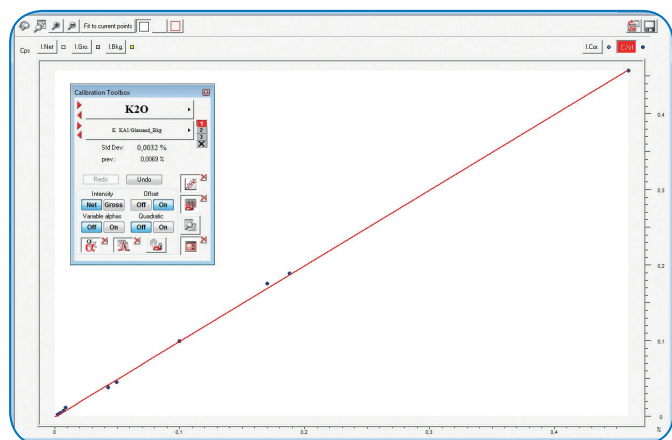 Fit to current points
Cps I.Net I.Gro. I.Bkg. I.Cor.
Calibration Toolbox
K2O
K KA1/Glassand_Bkg
1
2
3
X
Std Dev: 0,0032 %
prev.: 0,0069 %
Redo Undo
Intensity Offset
Net Gross Off On
Variable alphas Quadratic
Off On Off On
α
0,4
0,3
0,2
0,1
0
0 0,1 0,2 0,3 0,4 %